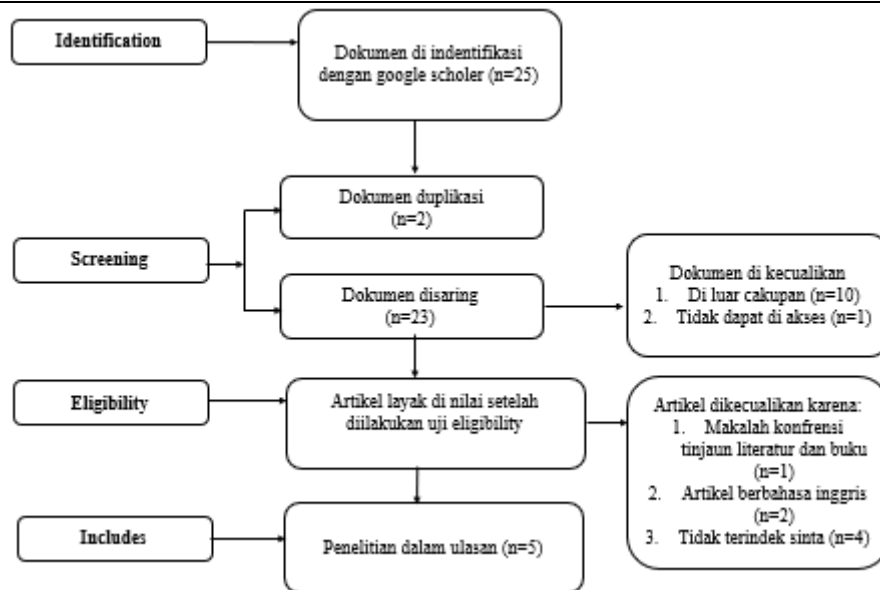 Identification
Dokumen di indentifikasi
dengan google scholer (n=25)
Dokumen duplikasi
(n=2)
Screening
Dokumen disaring
(n=23)
Dokumen di kecualikan
1. Di luar cakupan (n=10)
2. Tidak dapat di akses (n=1)
Eligibility
Artikel layak di nilai setelah
diilakukan uji eligibility
Artikel dikecualikan karena:
1. Makalah konfrensi
tinjaun literatur dan buku
(n=1)
2. Artikel berbahasa inggris
(n=2)
3. Tidak terindek sinta (n=4)
Includes
Penelitian dalam ulasan (n=5)